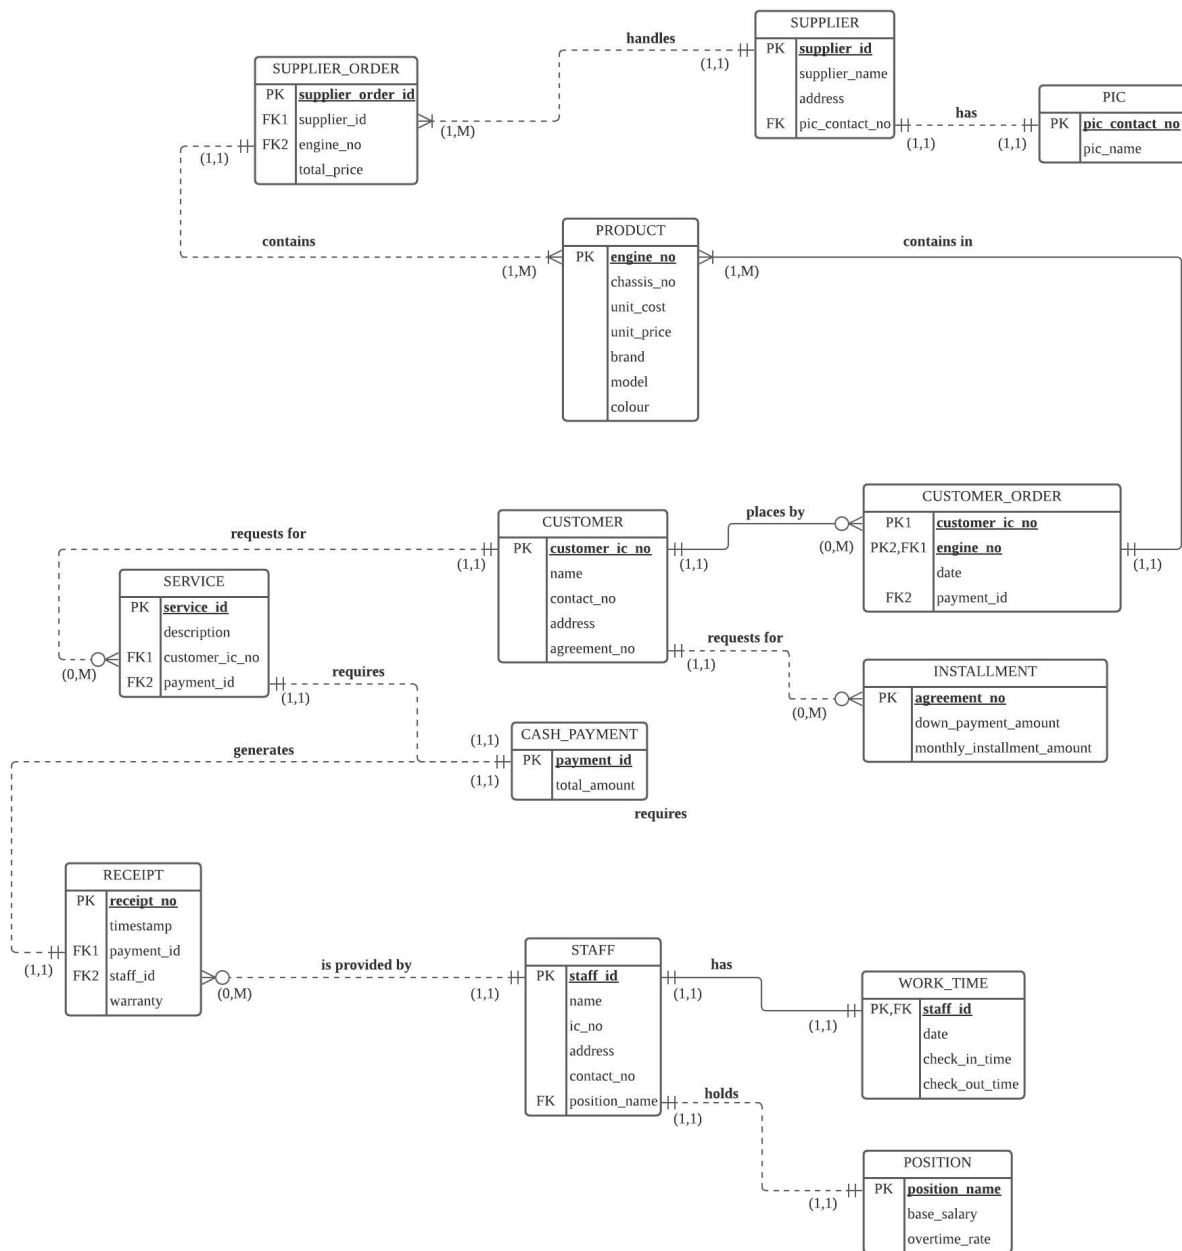 SUPPLIER
PK supplier_id
supplier_name
address
FK pic_contact_no
handles
(1,1)
(1,M)
SUPPLIER_ORDER
PK supplier_order_id
FK1 supplier_id
FK2 engine_no
total_price
(1,1)
has
(1,1)
(1,1)
PIC
PK pic_contact_no
pic_name
contains
(1,M)
PRODUCT
PK engine_no
chassis_no
unit_cost
unit_price
brand
model
colour
contains in
(1,M)
CUSTOMER_ORDER
PK1 customer_ic_no
PK2,FK1 engine_no
date
FK2 payment_id
(1,1)
places by
(0,M)
(1,1)
CUSTOMER
PK customer_ic_no
name
contact_no
address
agreement_no
requests for
(1,1)
(0,M)
SERVICE
PK service_id
description
FK1 customer_ic_no
FK2 payment_id
requests for
(1,1)
(0,M)
INSTALLMENT
PK agreement_no
down_payment_amount
monthly_installment_amount
requires
(1,1)
(1,1)
CASH_PAYMENT
PK payment_id
total_amount
requires
generates
(1,1)
(1,1)
RECEIPT
PK receipt_no
timestamp
FK1 payment_id
FK2 staff_id
warranty
is provided by
(0,M)
(1,1)
STAFF
PK staff_id
name
ic_no
address
contact_no
FK position_name
has
(1,1)
(1,1)
WORK_TIME
PK,FK staff_id
date
check_in_time
check_out_time
holds
(1,1)
(1,1)
POSITION
PK position_name
base_salary
overtime_rate